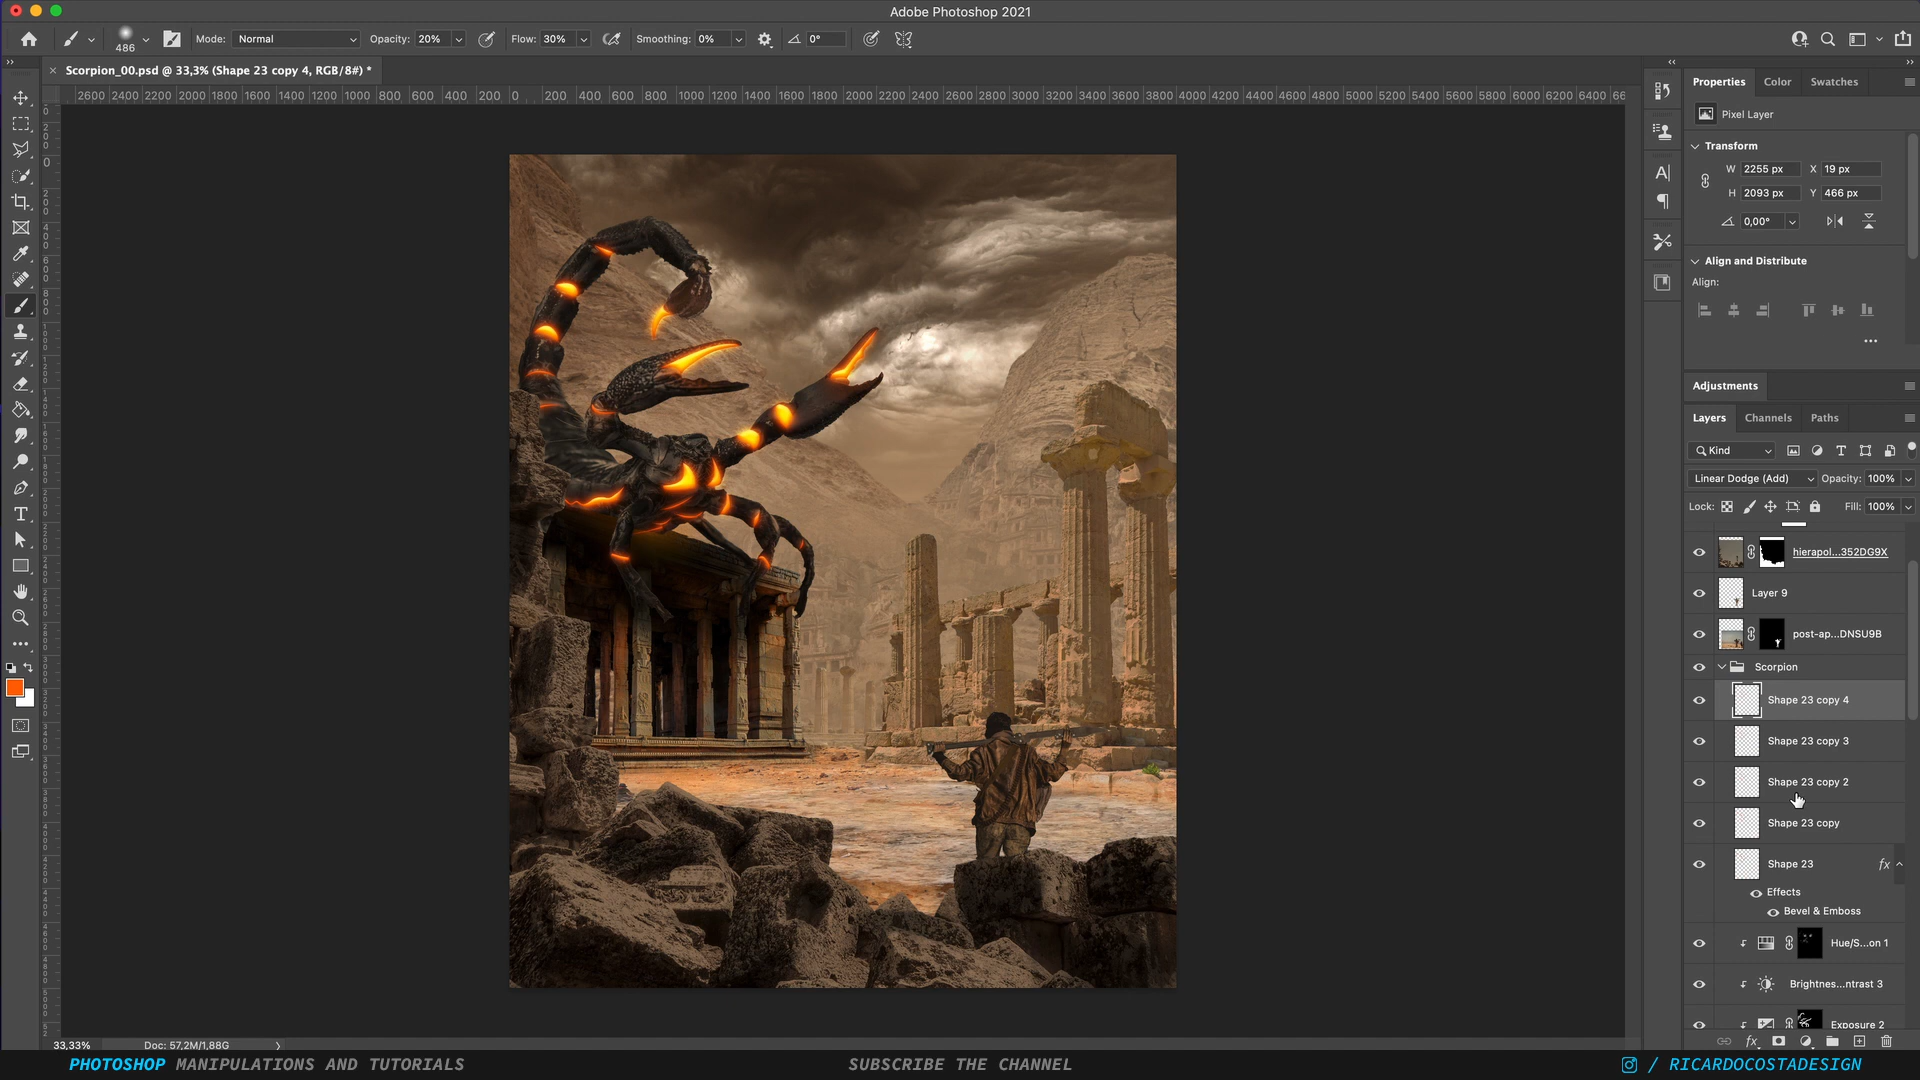 Adobe Photoshop 2021
486
Mode: Normal Opacity: 20% Flow: 30% Smoothing: 0% 0°
Scorpion_00.psd @ 33,3% (Shape 23 copy 4, RGB/8#) *
2600 2400 2200 2000 1800 1600 1400 1200 1000 800 600 400 200 0 200 400 600 800 1000 1200 1400 1600 1800 2000 2200 2400 2600 2800 3000 3200 3400 3600 3800 4000 4200 4400 4600 4800 5000 5200 5400 5600 5800 6000 6200 6400
Properties Color Swatches
Pixel Layer
Transform
W 2255 px X 19 px
H 2093 px Y 466 px
0,00°
Align and Distribute
Align:
Adjustments
Layers Channels Paths
Kind
Linear Dodge (Add) Opacity: 100%
Lock: Fill: 100%
hierapol...352DG9X
Layer 9
post-ap...DNSU9B
Scorpion
Shape 23 copy 4
Shape 23 copy 3
Shape 23 copy 2
Shape 23 copy
Shape 23 fx
Effects
Bevel & Emboss
Hue/S...on 1
Brightnes...ntrast 3
Exposure 2
33,33% Doc: 57,2M/1,88G
PHOTOSHOP MANIPULATIONS AND TUTORIALS SUBSCRIBE THE CHANNEL / RICARDOCOSTADESIGN